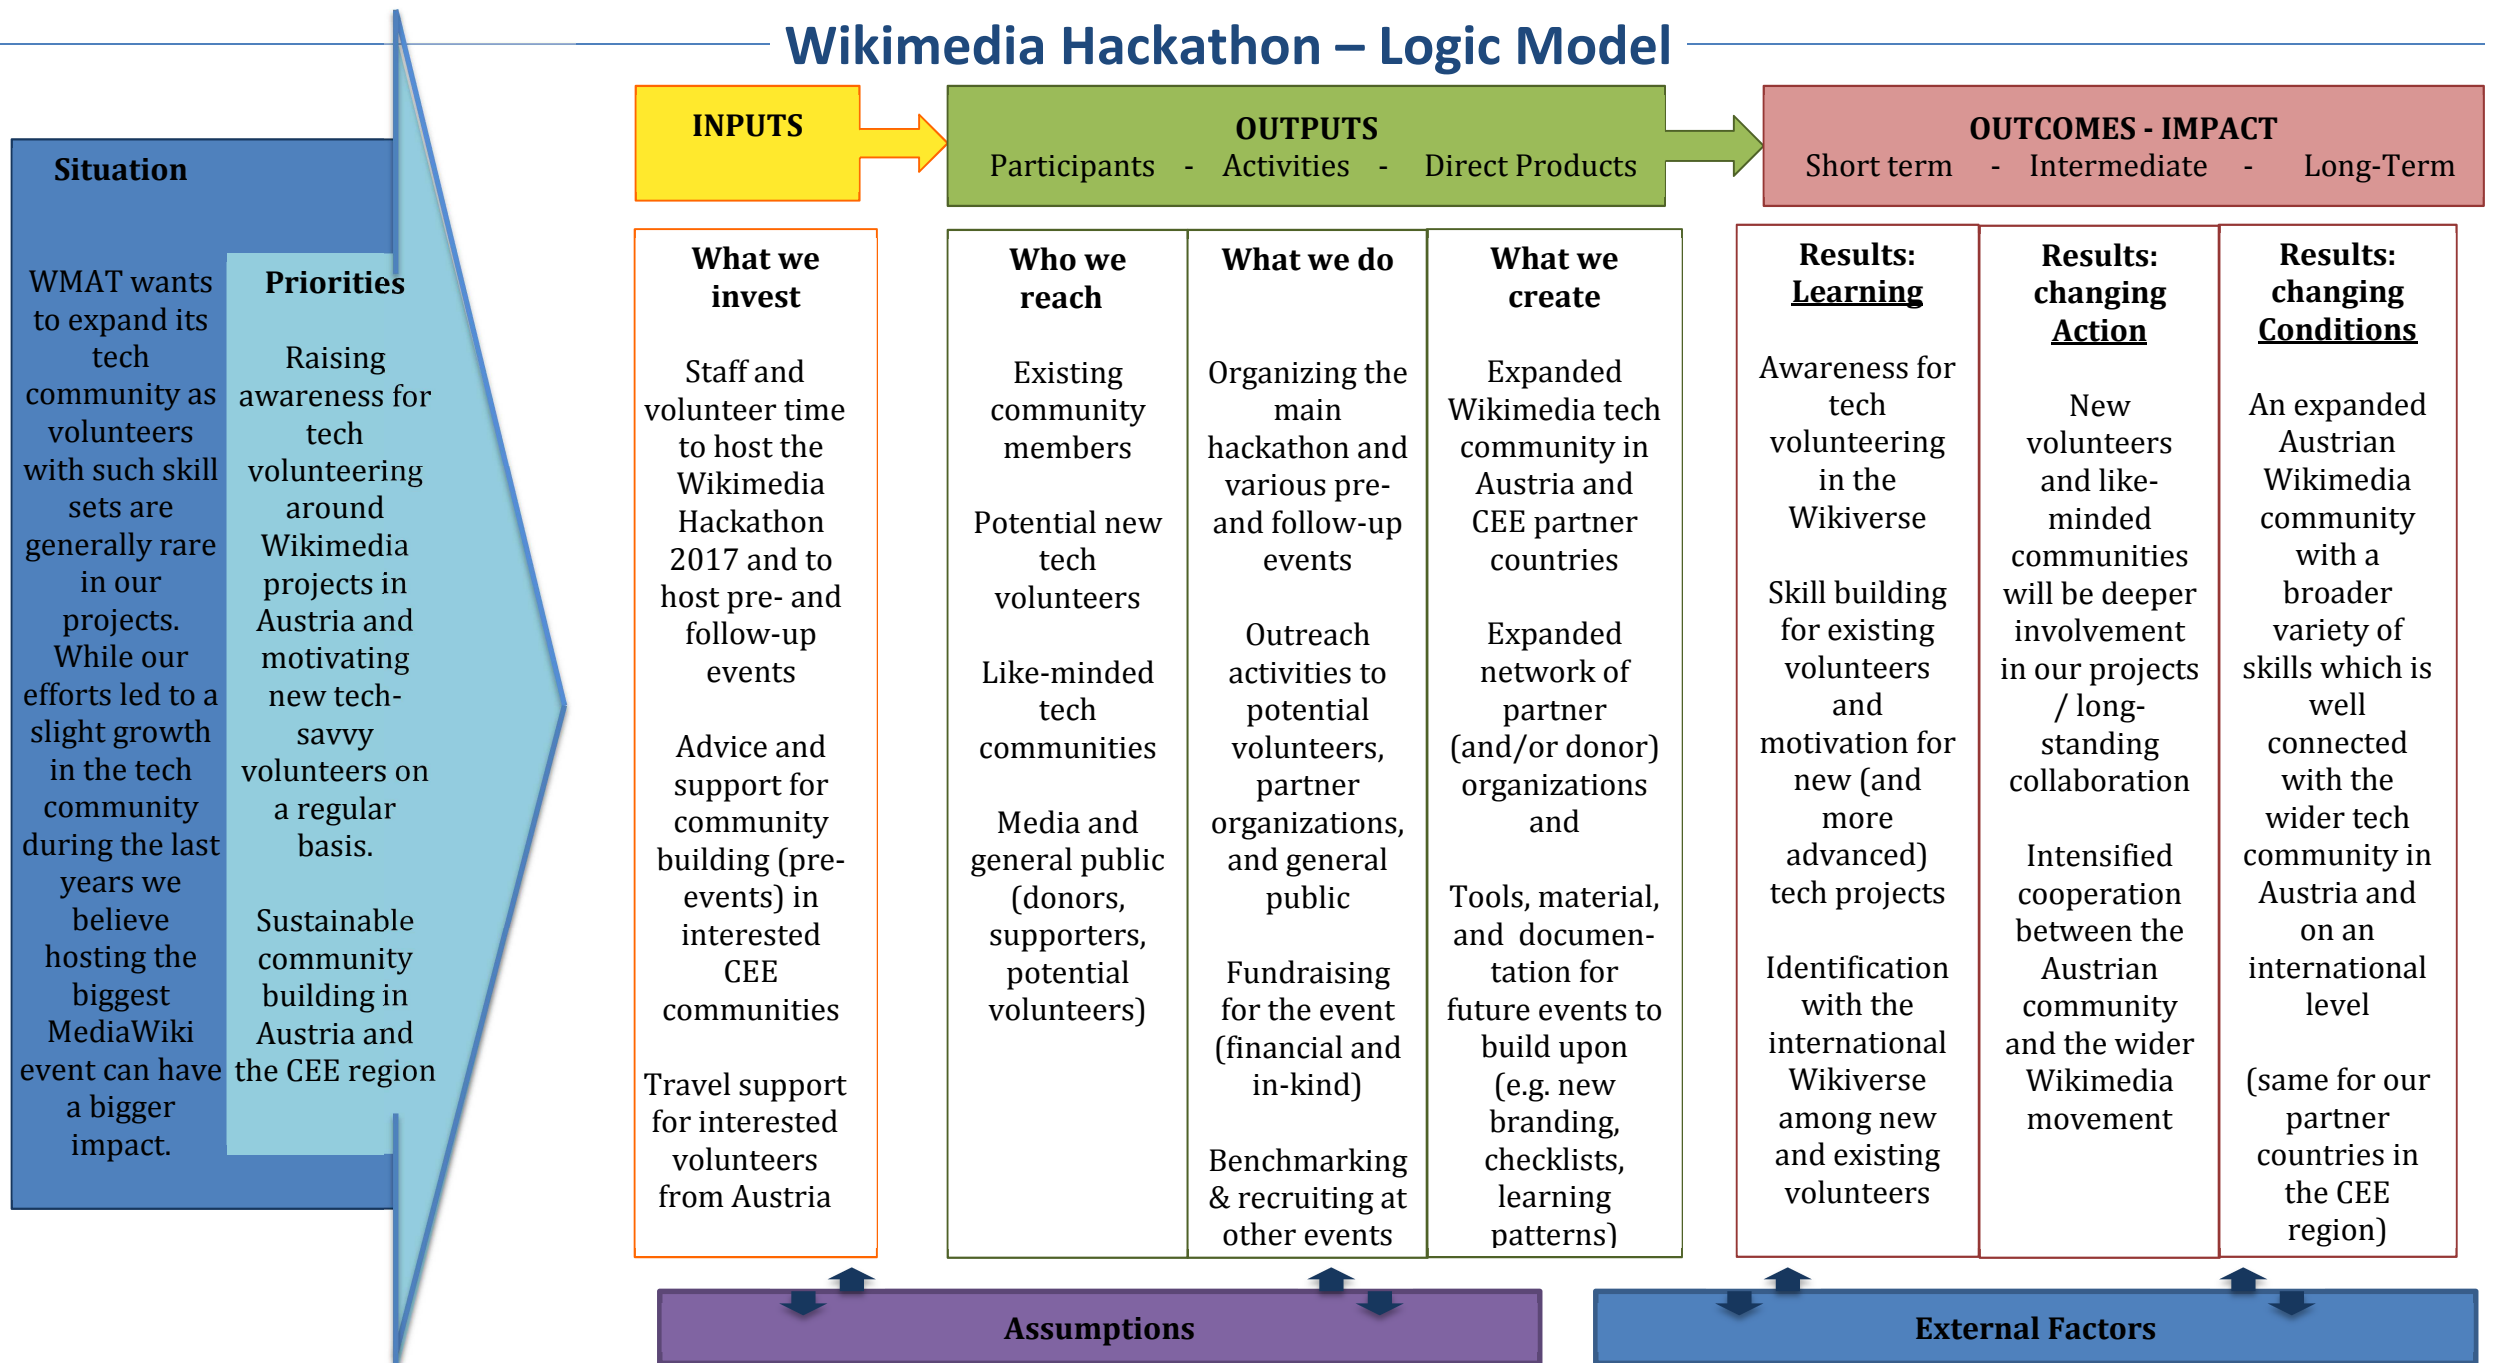 Wikimedia Hackathon – Logic Model
Situation
WMAT wants
to expand its
tech
community as
volunteers
with such skill
sets are
generally rare
in our
projects.
While our
efforts led to a
slight growth
in the tech
community
during the last
years we
believe
hosting the
biggest
MediaWiki
event can have
a bigger
impact.
Priorities
Raising
awareness for
tech
volunteering
around
Wikimedia
projects in
Austria and
motivating
new tech-
savvy
volunteers on
a regular
basis.
Sustainable
community
building in
Austria and
the CEE region
INPUTS
What we
invest
Staff and
volunteer time
to host the
Wikimedia
Hackathon
2017 and to
host pre- and
follow-up
events
Advice and
support for
community
building (pre-
events) in
interested
CEE
communities
Travel support
for interested
volunteers
from Austria
OUTPUTS
Participants - Activities - Direct Products
Who we
reach
Existing
community
members
Potential new
tech
volunteers
Like-minded
tech
communities
Media and
general public
(donors,
supporters,
potential
volunteers)
What we do
Organizing the
main
hackathon and
various pre-
and follow-up
events
Outreach
activities to
potential
volunteers,
partner
organizations,
and general
public
Fundraising
for the event
(financial and
in-kind)
Benchmarking
& recruiting at
other events
What we
create
Expanded
Wikimedia tech
community in
Austria and
CEE partner
countries
Expanded
network of
partner
(and/or donor)
organizations
and
Tools, material,
and documen-
tation for
future events to
build upon
(e.g. new
branding,
checklists,
learning
patterns)
OUTCOMES - IMPACT
Short term - Intermediate - Long-Term
Results:
Learning
Awareness for
tech
volunteering
in the
Wikiverse
Skill building
for existing
volunteers
and
motivation for
new (and
more
advanced)
tech projects
Identification
with the
international
Wikiverse
among new
and existing
volunteers
Results:
changing
Action
New
volunteers
and like-
minded
communities
will be deeper
involvement
in our projects
/ long-
standing
collaboration
Intensified
cooperation
between the
Austrian
community
and the wider
Wikimedia
movement
Results:
changing
Conditions
An expanded
Austrian
Wikimedia
community
with a
broader
variety of
skills which is
well
connected
with the
wider tech
community in
Austria and
on an
international
level
(same for our
partner
countries in
the CEE
region)
Assumptions
External Factors